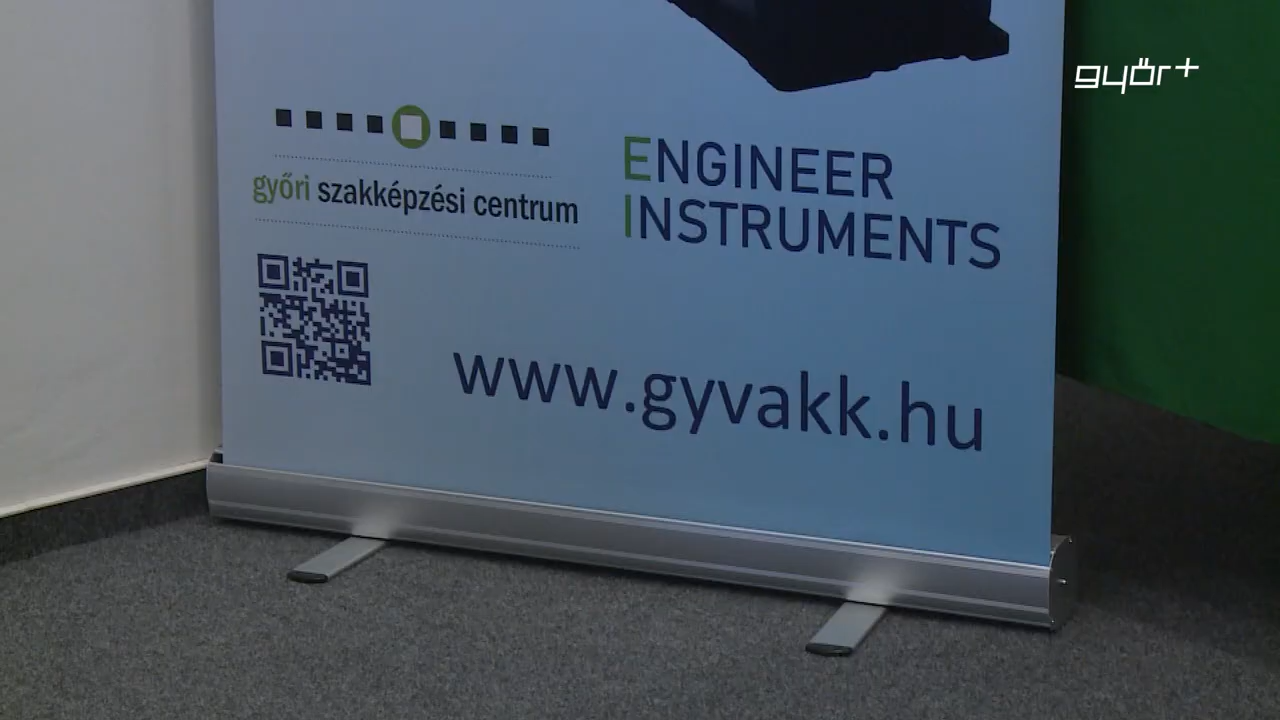 győr+
győri szakképzési centrum
ENGINEER
INSTRUMENTS
www.gyvakk.hu